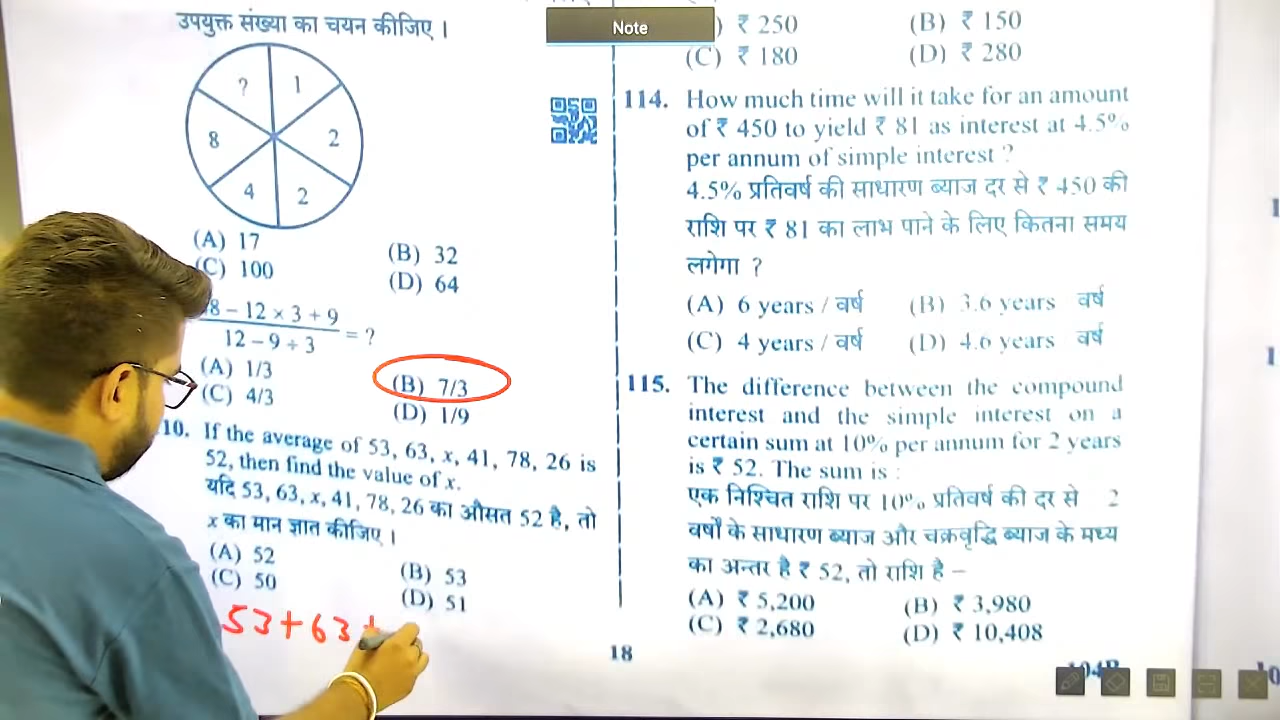 उपयुक्त संख्या का चयन कीजिए ।
? 1
8 2
4 2
(A) 17
(B) 32
(C) 100
(D) 64
8 – 12 × 3 + 9
12 – 9 ÷ 3
= ?
(A) 1/3
(B) 7/3
(C) 4/3
(D) 1/9
10. If the average of 53, 63, x, 41, 78, 26 is
52, then find the value of x.
यदि 53, 63, x, 41, 78, 26 का औसत 52 है, तो
x का मान ज्ञात कीजिए ।
(A) 52
(B) 53
(C) 50
(D) 51
53+63+
18
Note
) ₹ 250
(B) ₹ 150
(C) ₹ 180
(D) ₹ 280
114. How much time will it take for an amount
of ₹ 450 to yield ₹ 81 as interest at 4.5%
per annum of simple interest ?
4.5% प्रतिवर्ष की साधारण ब्याज दर से ₹ 450 की
राशि पर ₹ 81 का लाभ पाने के लिए कितना समय
लगेगा ?
(A) 6 years / वर्ष (B) 3.6 years वर्ष
(C) 4 years / वर्ष (D) 4.6 years वर्ष
115. The difference between the compound
interest and the simple interest on a
certain sum at 10% per annum for 2 years
is ₹ 52. The sum is :
एक निश्चित राशि पर 10% प्रतिवर्ष की दर से 2
वर्षों के साधारण ब्याज और चक्रवृद्धि ब्याज के मध्य
का अन्तर है ₹ 52, तो राशि है –
(A) ₹ 5,200 (B) ₹ 3,980
(C) ₹ 2,680 (D) ₹ 10,408